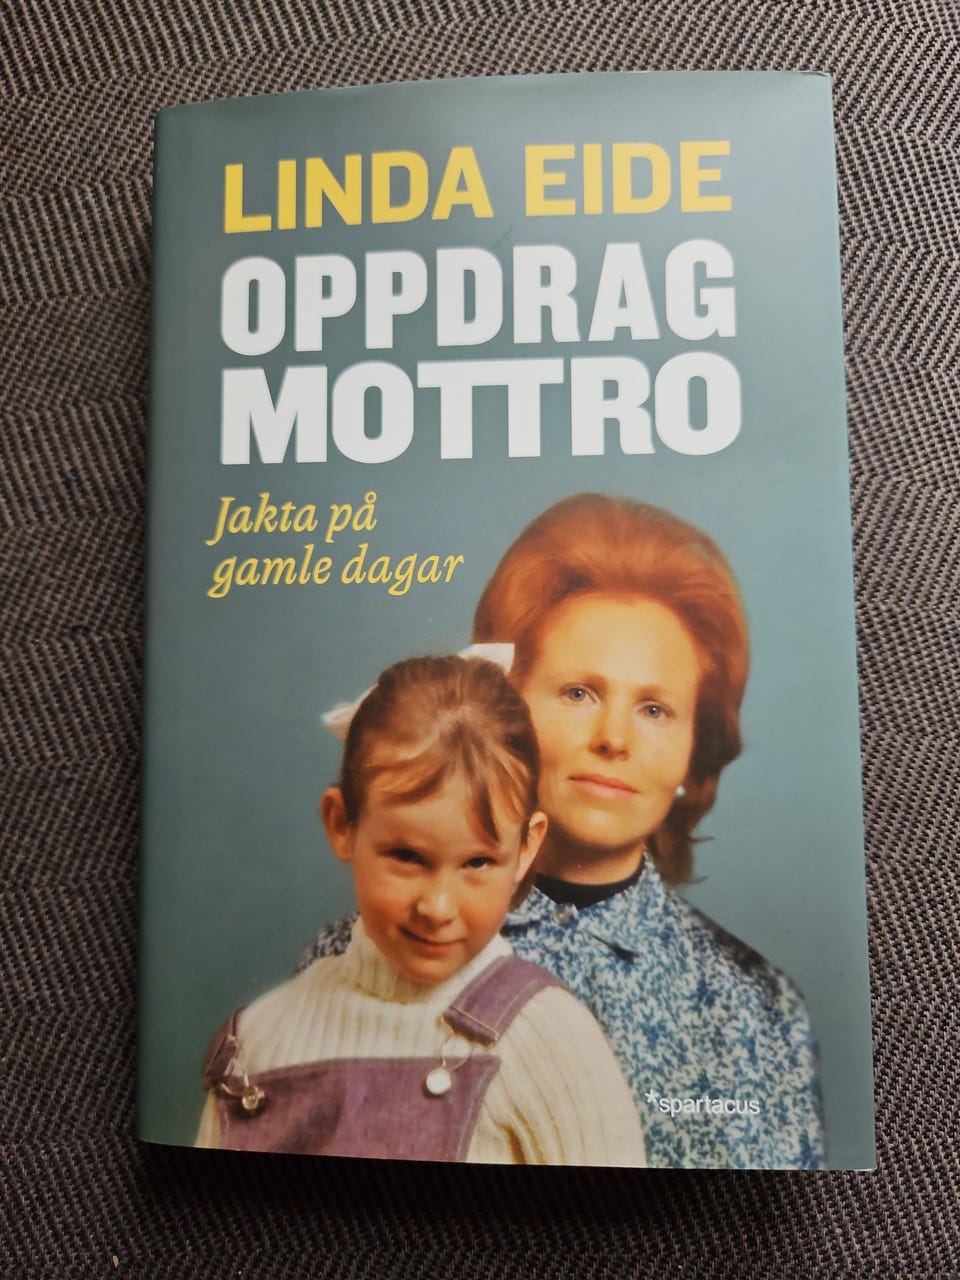 LINDA EIDE
OPPDRAG
MOTTRO
Jakta på
gamle dagar
*spartacus